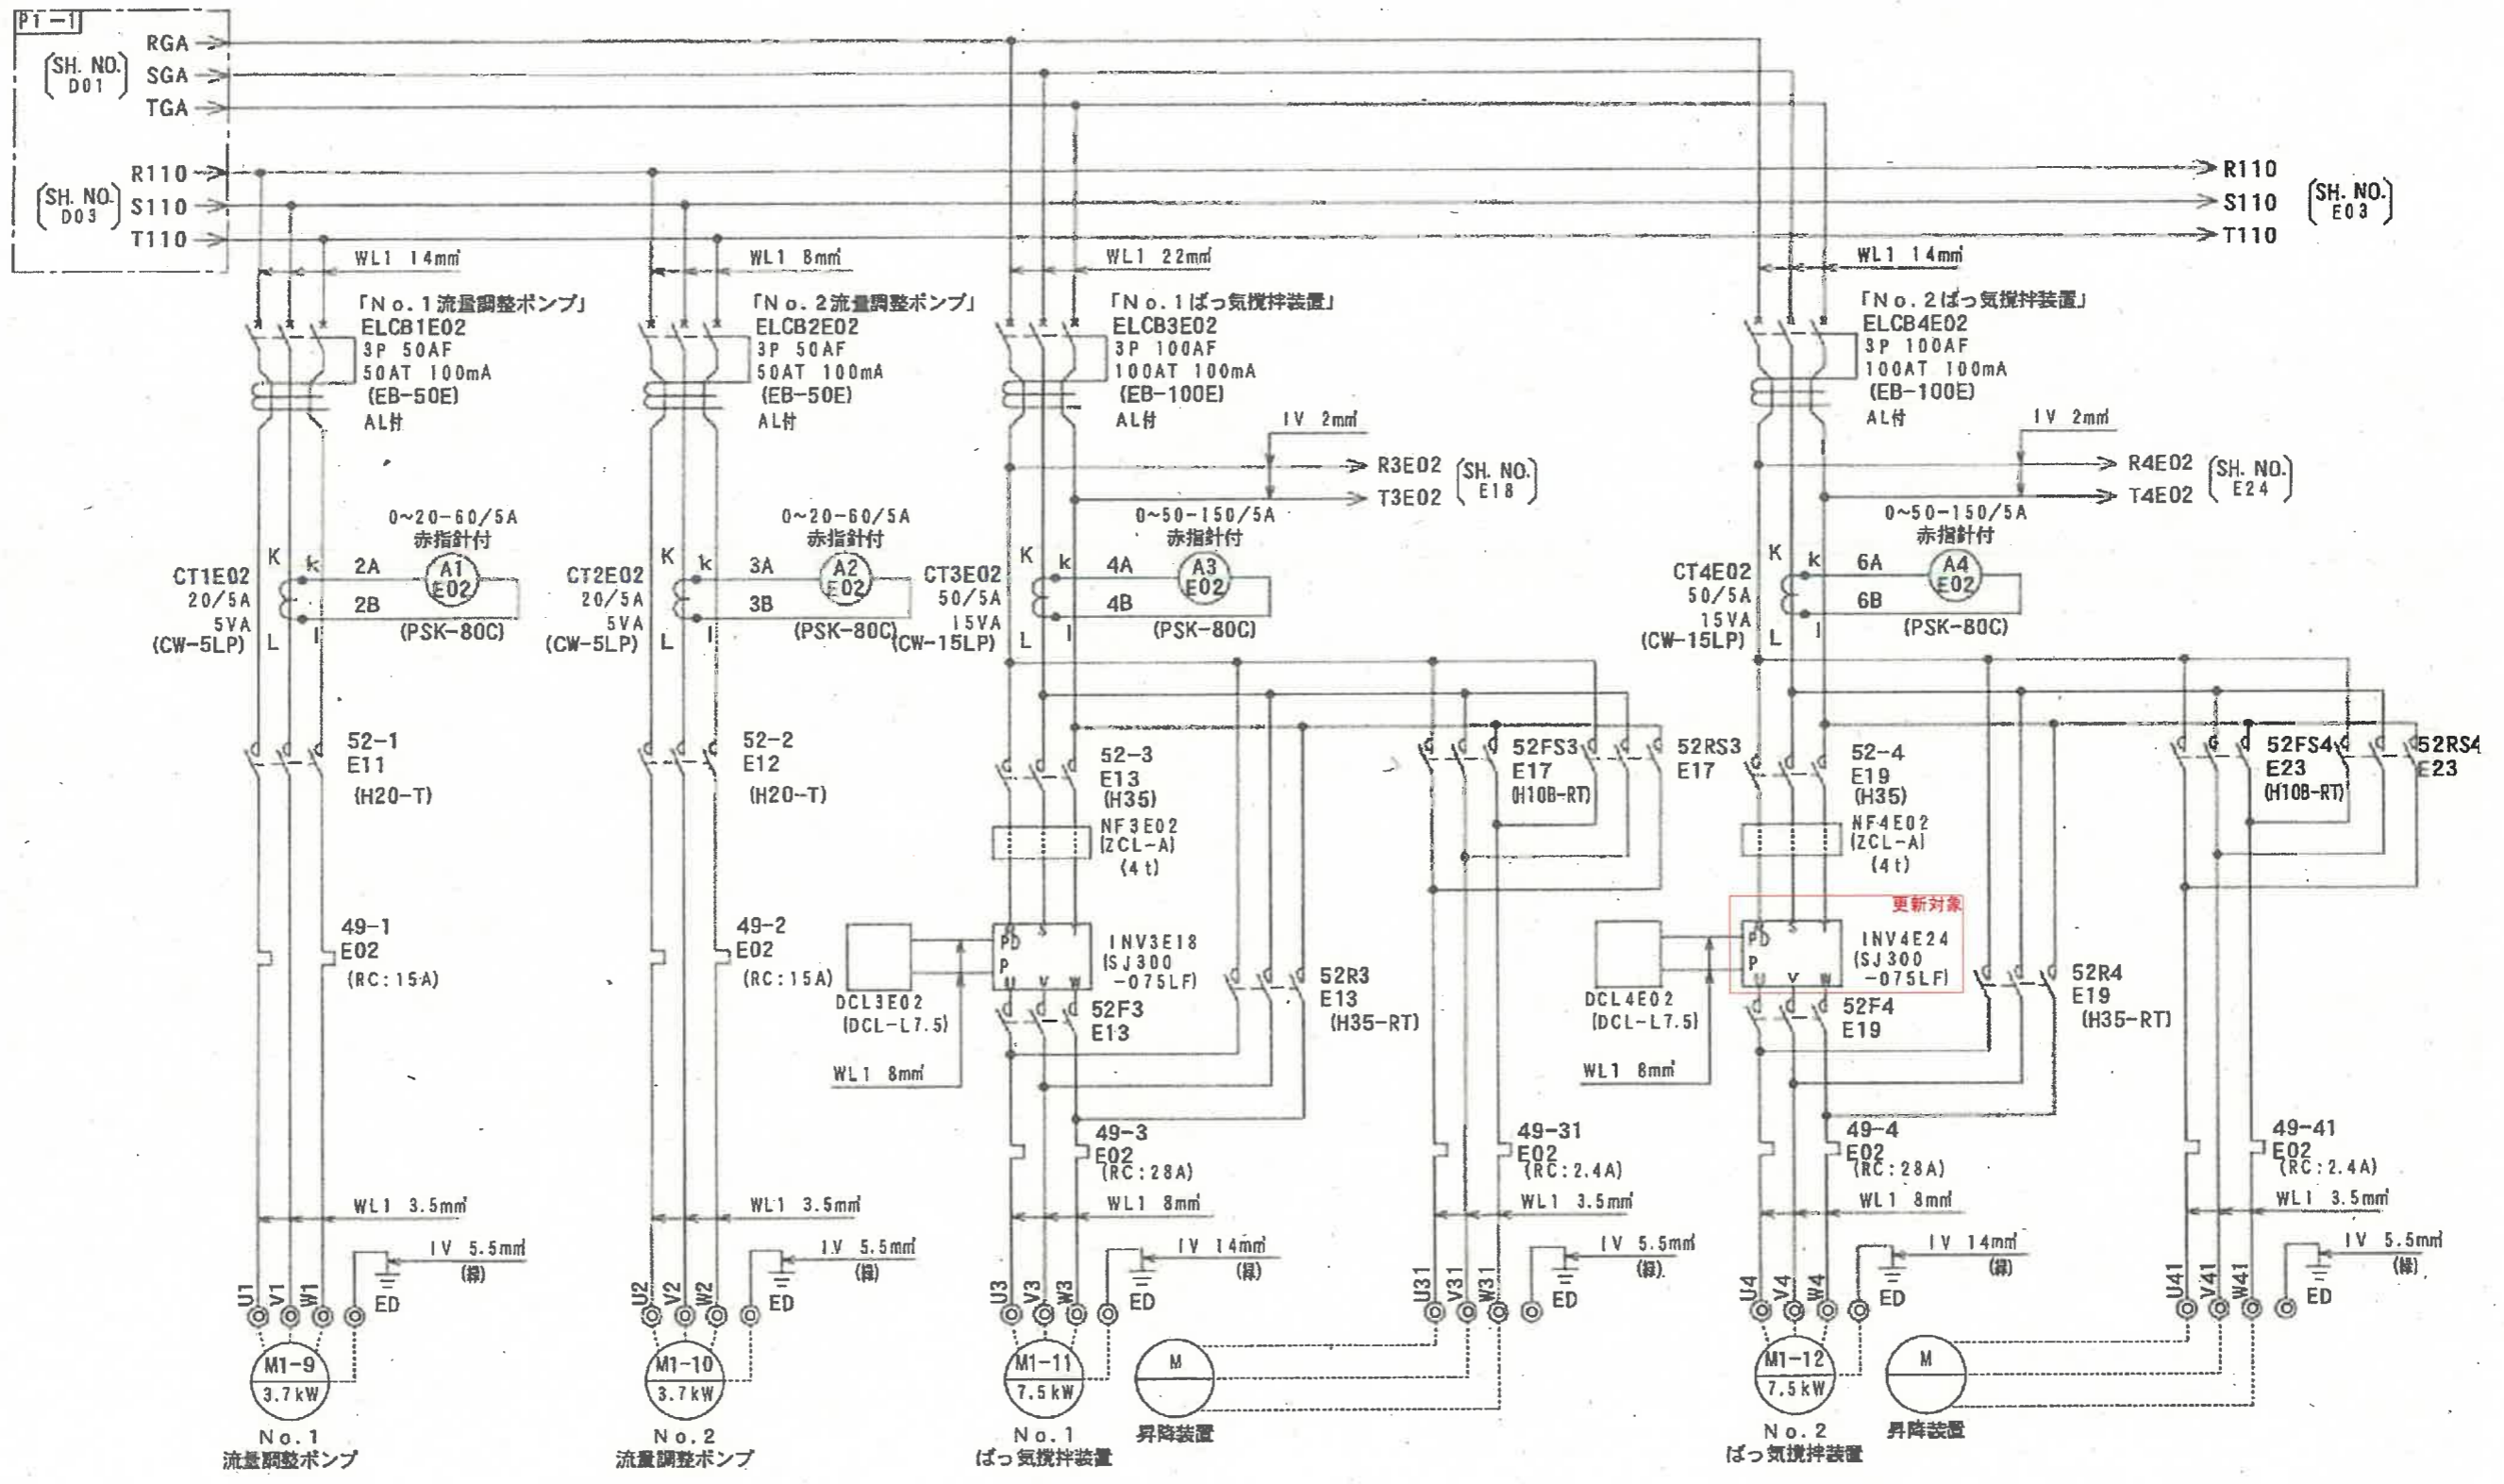 P1-1
RGA
SGA
TGA
(SH. NO. D01)
R110
S110
T110
(SH. NO. D03)
R110
S110
T110
(SH. NO. E03)
WL1 14㎟
WL1 8㎟
WL1 22㎟
WL1 14㎟
「No.1流量調整ポンプ」
ELCB1E02
3P 50AF
50AT 100mA
(EB-50E)
AL付
「No.2流量調整ポンプ」
ELCB2E02
3P 50AF
50AT 100mA
(EB-50E)
AL付
「No.1ばっ気撹拌装置」
ELCB3E02
3P 100AF
100AT 100mA
(EB-100E)
AL付
「No.2ばっ気撹拌装置」
ELCB4E02
3P 100AF
100AT 100mA
(EB-100E)
AL付
IV 2㎟
R3E02
T3E02
(SH. NO. E18)
IV 2㎟
R4E02
T4E02
(SH. NO. E24)
0~20-60/5A
赤指針付
K
k
2A
A1
E02
2B
L
l
CT1E02
20/5A
5VA
(CW-5LP)
(PSK-80C)
0~20-60/5A
赤指針付
K
k
3A
A2
E02
3B
L
l
CT2E02
20/5A
5VA
(CW-5LP)
(PSK-80C)
0~50-150/5A
赤指針付
K
k
4A
A3
E02
4B
L
l
CT3E02
50/5A
15VA
(CW-15LP)
(PSK-80C)
0~50-150/5A
赤指針付
K
k
6A
A4
E02
6B
L
l
CT4E02
50/5A
15VA
(CW-15LP)
(PSK-80C)
52-1
E11
(H20-T)
52-2
E12
(H20-T)
52-3
E13
(H35)
NF3E02
(ZCL-A)
(4t)
52FS3
E17
(H10B-RT)
52RS3
E17
52-4
E19
(H35)
NF4E02
(ZCL-A)
(4t)
52FS4
E23
(H10B-RT)
52RS4
E23
49-1
E02
(RC:15A)
49-2
E02
(RC:15A)
DCL3E02
(DCL-L7.5)
WL1 8㎟
PD
P
S
U
V
W
INV3E18
(SJ300
-075LF)
52F3
E13
52R3
E13
(H35-RT)
更新対象
DCL4E02
(DCL-L7.5)
WL1 8㎟
PD
P
S
U
V
W
INV4E24
(SJ300
-075LF)
52F4
E19
52R4
E19
(H35-RT)
49-3
E02
(RC:28A)
49-31
E02
(RC:2.4A)
49-4
E02
(RC:28A)
49-41
E02
(RC:2.4A)
WL1 3.5㎟
WL1 3.5㎟
WL1 8㎟
WL1 3.5㎟
WL1 8㎟
WL1 3.5㎟
IV 5.5㎟
(緑)
IV 5.5㎟
(緑)
IV 14㎟
(緑)
IV 5.5㎟
(緑)
IV 14㎟
(緑)
IV 5.5㎟
(緑)
U1
V1
W1
ED
U2
V2
W2
ED
U3
V3
W3
ED
U31
V31
W31
ED
U4
V4
W4
ED
U41
V41
W41
ED
M1-9
3.7kW
No.1
流量調整ポンプ
M1-10
3.7kW
No.2
流量調整ポンプ
M1-11
7.5kW
No.1
ばっ気撹拌装置
M
昇降装置
M1-12
7.5kW
No.2
ばっ気撹拌装置
M
昇降装置